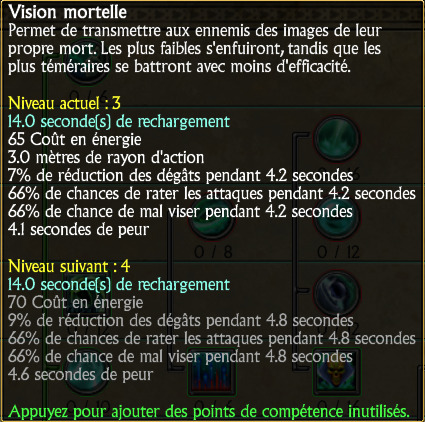 Vision mortelle
Permet de transmettre aux ennemis des images de leur
propre mort. Les plus faibles s'enfuiront, tandis que les
plus téméraires se battront avec moins d'efficacité.
Niveau actuel : 3
14.0 seconde(s) de rechargement
65 Coût en énergie
3.0 mètres de rayon d'action
7% de réduction des dégâts pendant 4.2 secondes
66% de chances de rater les attaques pendant 4.2 secondes
66% de chance de mal viser pendant 4.2 secondes
4.1 secondes de peur
0 / 8
Niveau suivant : 4
14.0 seconde(s) de rechargement
70 Coût en énergie
9% de réduction des dégâts pendant 4.8 secondes
66% de chances de rater les attaques pendant 4.8 secondes
66% de chance de mal viser pendant 4.8 secondes
4.6 secondes de peur
Appuyez pour ajouter des points de compétence inutilisés.